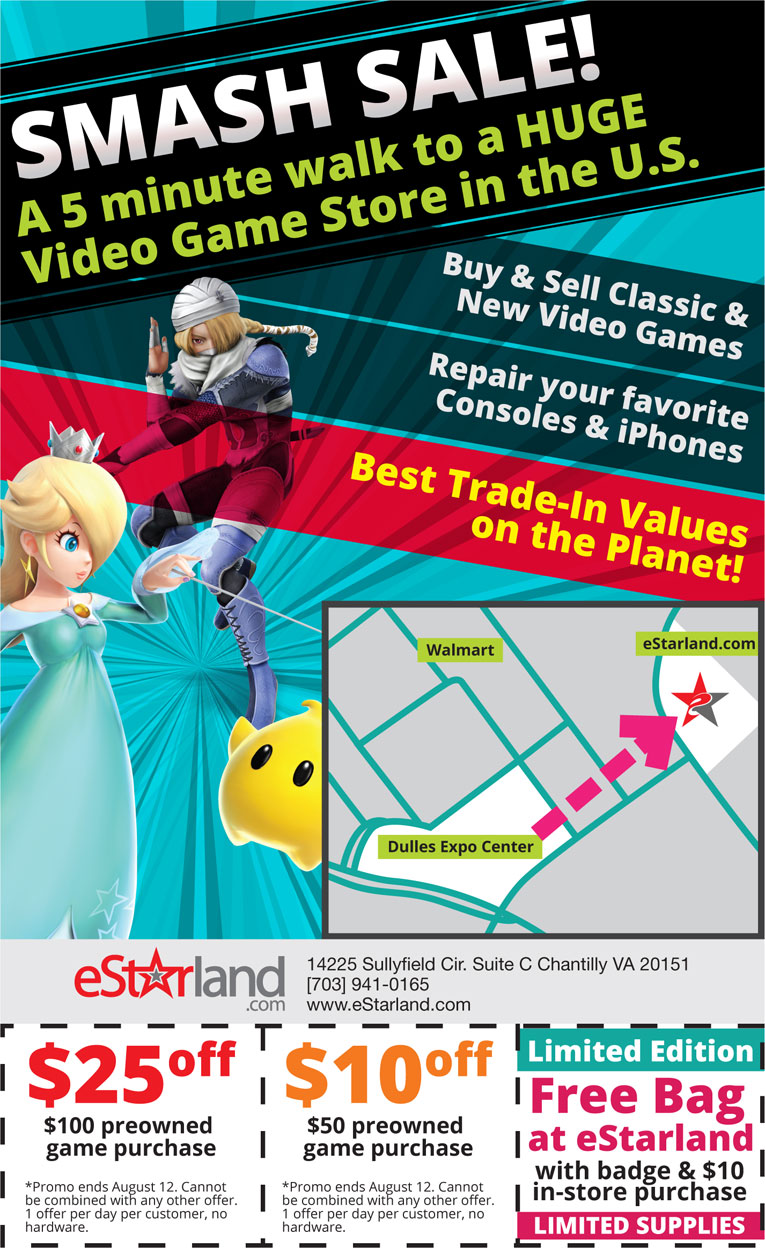 SMASH SALE!
A 5 minute walk to a HUGE
Video Game Store in the U.S.
Buy & Sell Classic &
New Video Games
Repair your favorite
Consoles & iPhones
Best Trade-In Values
on the Planet!
Walmart
eStarland.com
Dulles Expo Center
eStarland
.com
14225 Sullyfield Cir. Suite C Chantilly VA 20151
[703] 941-0165
www.eStarland.com
$25off
$100 preowned
game purchase
*Promo ends August 12. Cannot
be combined with any other offer.
1 offer per day per customer, no
hardware.
$10off
$50 preowned
game purchase
*Promo ends August 12. Cannot
be combined with any other offer.
1 offer per day per customer, no
hardware.
Limited Edition
Free Bag
at eStarland
with badge & $10
in-store purchase
LIMITED SUPPLIES